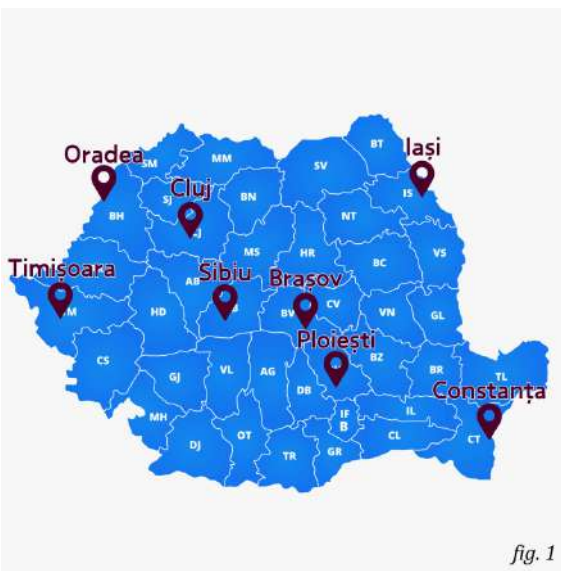 BT
Iași
Oradea
SM
MM
SV
Cluj
SJ
BN
IS
BH
NT
MS
HR
BC
VS
Timișoara
Sibiu
Brașov
AB
HD
BV
CV
VN
GL
Ploiești
CS
GJ
VL
AG
DB
BZ
BR
TL
Constanța
MH
IF
B
IL
DJ
OT
TR
GR
CL
CT
fig. 1